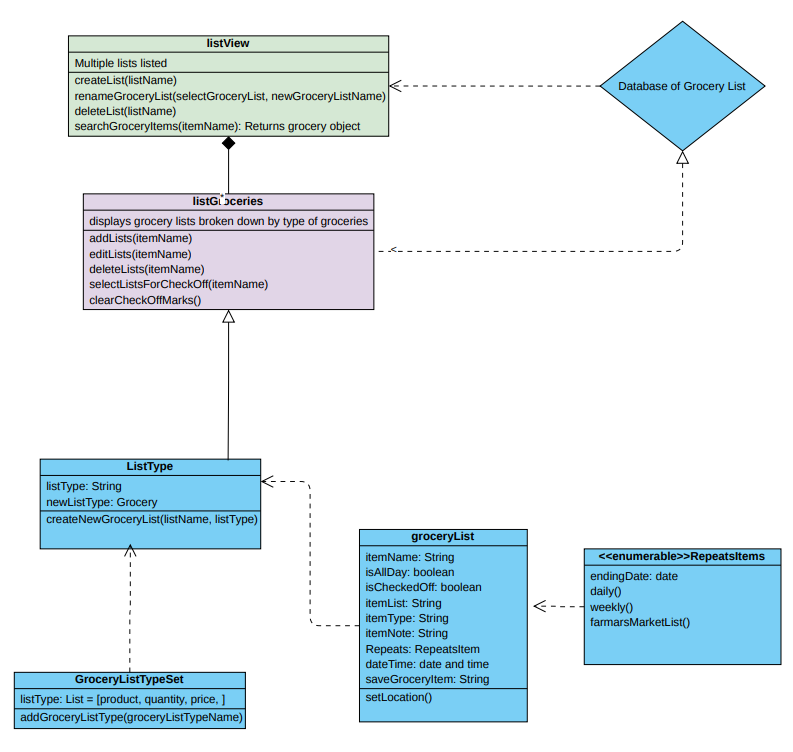 listView
Multiple lists listed
createList(listName)
renameGroceryList(selectGroceryList, newGroceryListName)
deleteList(listName)
searchGroceryItems(itemName): Returns grocery object
Database of Grocery List
*
listGroceries
displays grocery lists broken down by type of groceries
addLists(itemName)
editLists(itemName)
deleteLists(itemName)
selectListsForCheckOff(itemName)
clearCheckOffMarks()
ListType
listType: String
newListType: Grocery
createNewGroceryList(listName, listType)
groceryList
itemName: String
isAllDay: boolean
isCheckedOff: boolean
itemList: String
itemType: String
itemNote: String
Repeats: RepeatsItem
dateTime: date and time
saveGroceryItem: String
setLocation()
<<enumerable>>RepeatsItems
endingDate: date
daily()
weekly()
farmarsMarketList()
GroceryListTypeSet
listType: List = [product, quantity, price, ]
addGroceryListType(groceryListTypeName)